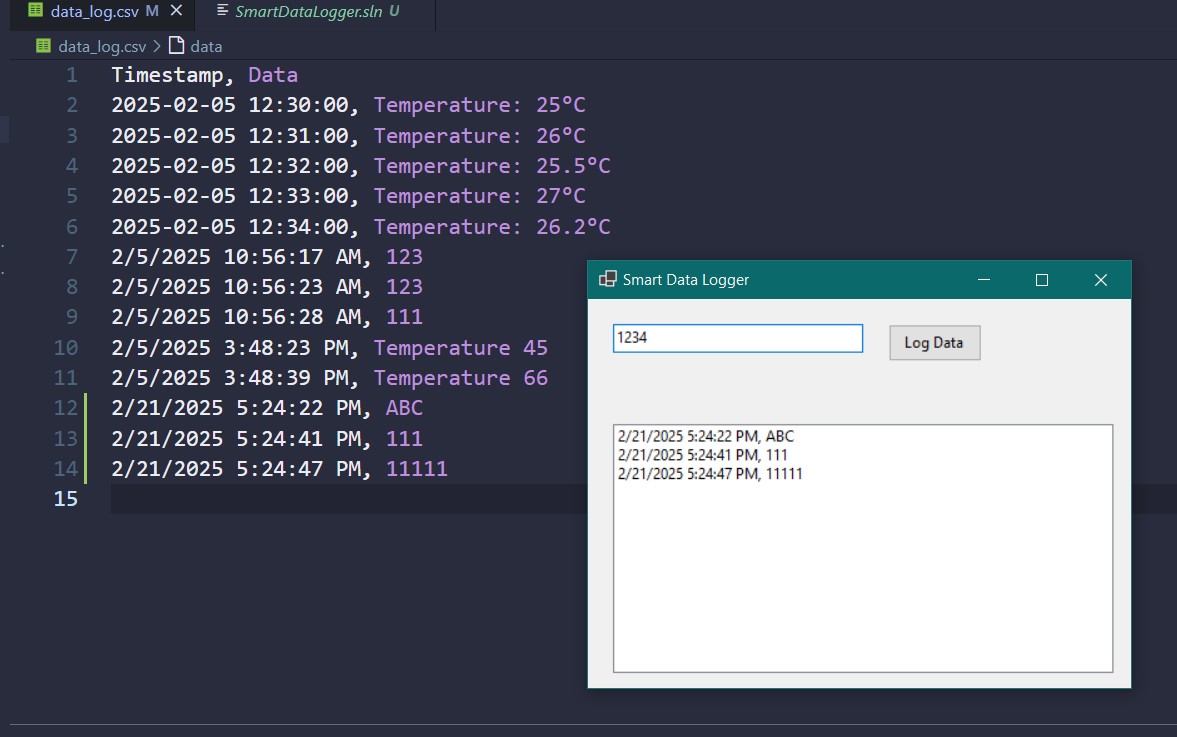 data_log.csv M SmartDataLogger.sln U
data_log.csv > data
1 Timestamp, Data
2 2025-02-05 12:30:00, Temperature: 25°C
3 2025-02-05 12:31:00, Temperature: 26°C
4 2025-02-05 12:32:00, Temperature: 25.5°C
5 2025-02-05 12:33:00, Temperature: 27°C
6 2025-02-05 12:34:00, Temperature: 26.2°C
7 2/5/2025 10:56:17 AM, 123
8 2/5/2025 10:56:23 AM, 123
9 2/5/2025 10:56:28 AM, 111
10 2/5/2025 3:48:23 PM, Temperature 45
11 2/5/2025 3:48:39 PM, Temperature 66
12 2/21/2025 5:24:22 PM, ABC
13 2/21/2025 5:24:41 PM, 111
14 2/21/2025 5:24:47 PM, 11111
15
Smart Data Logger
1234
Log Data
2/21/2025 5:24:22 PM, ABC
2/21/2025 5:24:41 PM, 111
2/21/2025 5:24:47 PM, 11111